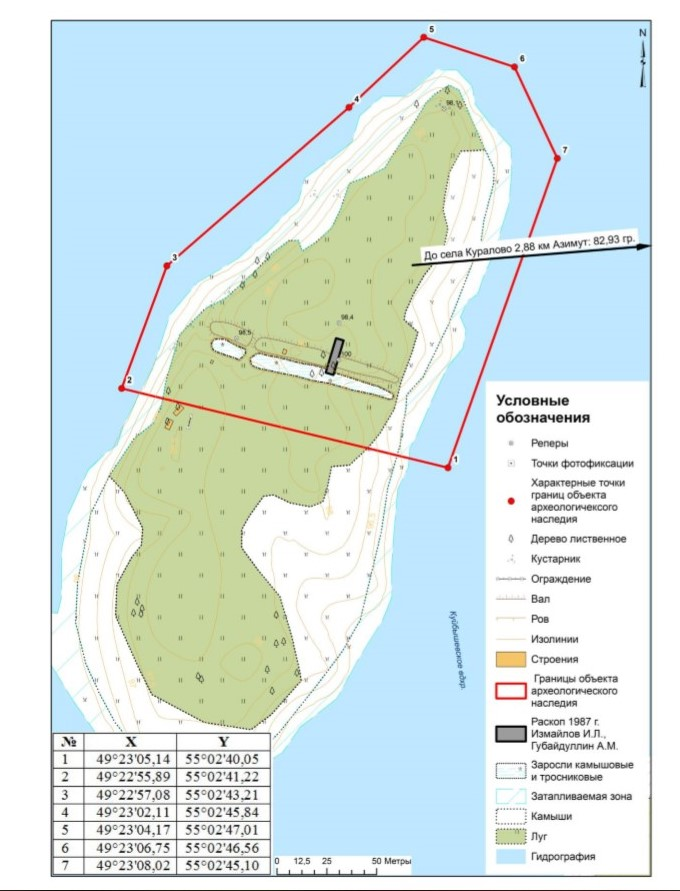 5
N
6
4
98.1
7
До села Куралово 2,88 км Азимут: 82,93 гр.
3
98.4
98.5
100
2
1
Условные
обозначения
Реперы
Точки фотофиксации
Характерные точки
границ объекта
археологичекского
наследия
Дерево лиственное
Кустарник
Ограждение
Вал
Ров
Изолинии
Строения
Границы объекта
археологического
наследия
Раскоп 1987 г.
Измайлов И.Л.,
Губайдуллин А.М.
Заросли камышовые
и тросниковые
Затапливаемая зона
Камыши
Луг
Гидрография
Куйбышевское вдхр.
№ X Y
1 49°23'05,14 55°02'40,05
2 49°22'55,89 55°02'41,22
3 49°22'57,08 55°02'43,21
4 49°23'02,11 55°02'45,84
5 49°23'04,17 55°02'47,01
6 49°23'06,75 55°02'46,56
7 49°23'08,02 55°02'45,10
0 12,5 25 50 Метры